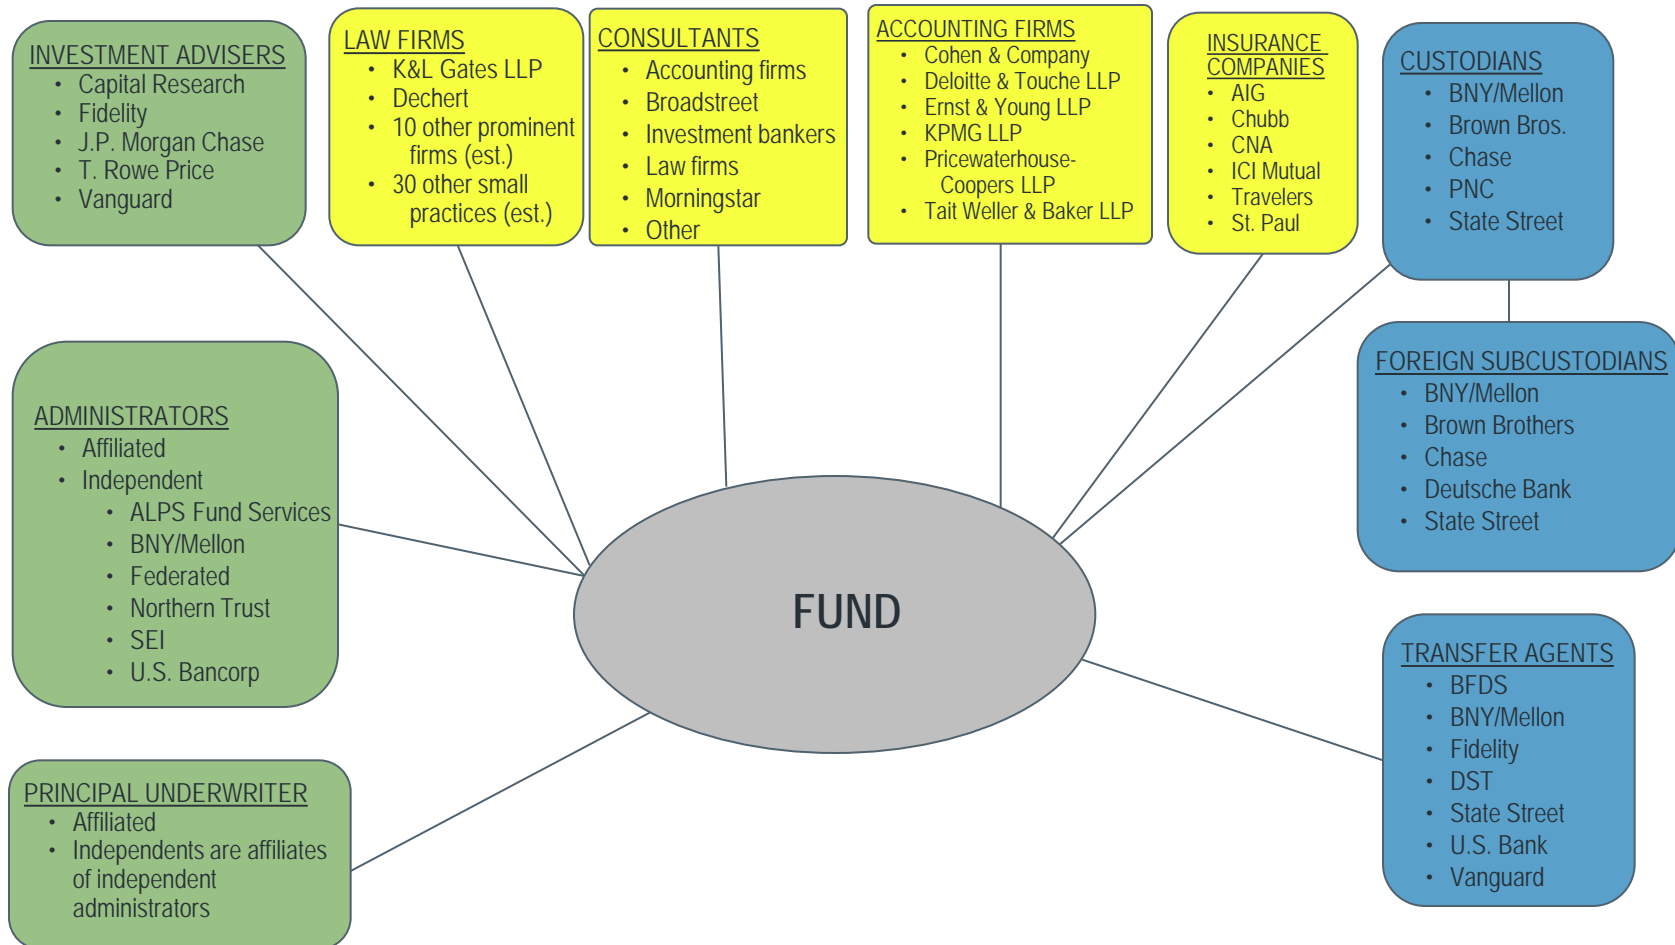 INVESTMENT ADVISERS
• Capital Research
• Fidelity
• J.P. Morgan Chase
• T. Rowe Price
• Vanguard
LAW FIRMS
• K&L Gates LLP
• Dechert
• 10 other prominent
firms (est.)
• 30 other small
practices (est.)
CONSULTANTS
• Accounting firms
• Broadstreet
• Investment bankers
• Law firms
• Morningstar
• Other
ACCOUNTING FIRMS
• Cohen & Company
• Deloitte & Touche LLP
• Ernst & Young LLP
• KPMG LLP
• Pricewaterhouse-
Coopers LLP
• Tait Weller & Baker LLP
INSURANCE
COMPANIES
• AIG
• Chubb
• CNA
• ICI Mutual
• Travelers
• St. Paul
CUSTODIANS
• BNY/Mellon
• Brown Bros.
• Chase
• PNC
• State Street
ADMINISTRATORS
• Affiliated
• Independent
• ALPS Fund Services
• BNY/Mellon
• Federated
• Northern Trust
• SEI
• U.S. Bancorp
FOREIGN SUBCUSTODIANS
• BNY/Mellon
• Brown Brothers
• Chase
• Deutsche Bank
• State Street
FUND
PRINCIPAL UNDERWRITER
• Affiliated
• Independents are affiliates
of independent
administrators
TRANSFER AGENTS
• BFDS
• BNY/Mellon
• Fidelity
• DST
• State Street
• U.S. Bank
• Vanguard